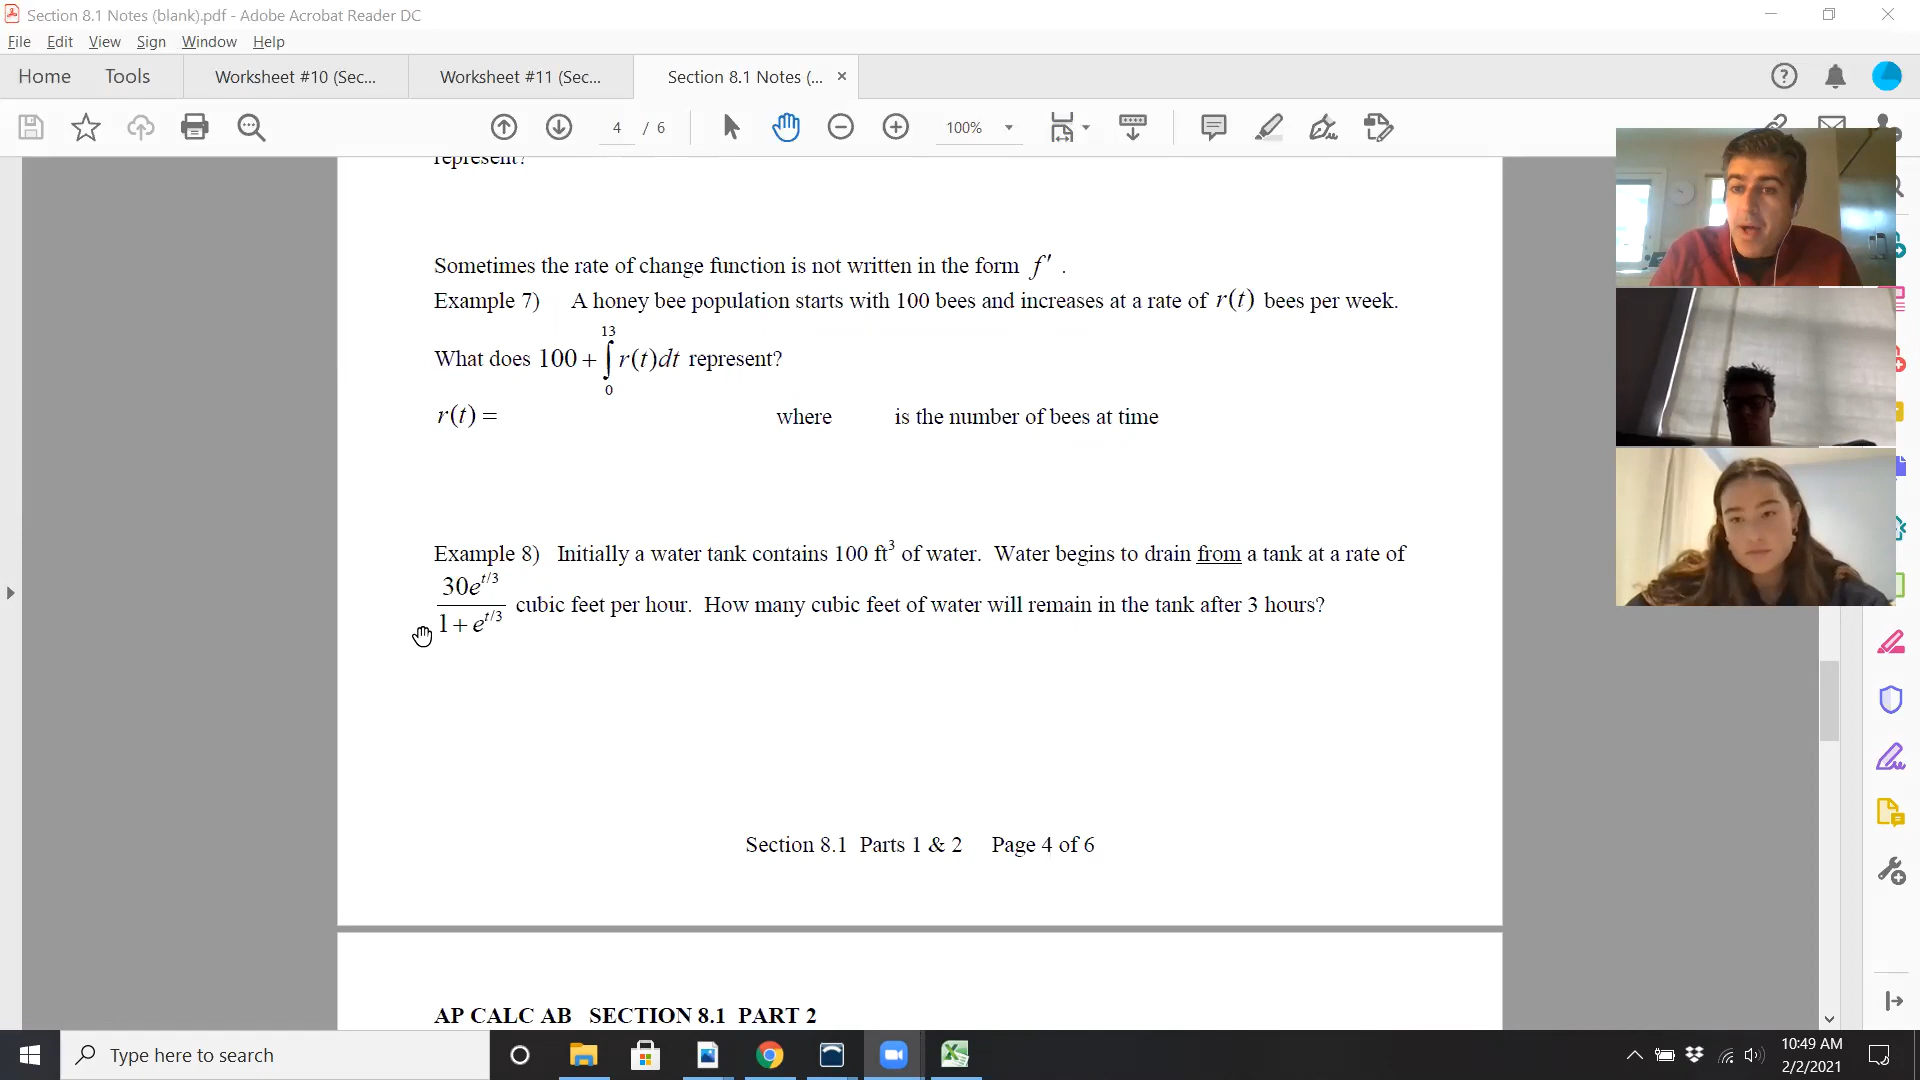 Section 8.1 Notes (blank).pdf - Adobe Acrobat Reader DC
File Edit View Sign Window Help
Home Tools Worksheet #10 (Sec... Worksheet #11 (Sec... Section 8.1 Notes (... ×
4 / 6 100%
represent?
Sometimes the rate of change function is not written in the form f′ .
Example 7) A honey bee population starts with 100 bees and increases at a rate of r(t) bees per week.
What does 100 + ∫₀¹³ r(t)dt represent?
r(t) = where is the number of bees at time
Example 8) Initially a water tank contains 100 ft³ of water. Water begins to drain from a tank at a rate of
30e^{t/3} / (1 + e^{t/3}) cubic feet per hour. How many cubic feet of water will remain in the tank after 3 hours?
Section 8.1 Parts 1 & 2 Page 4 of 6
AP CALC AB SECTION 8.1 PART 2
Type here to search
10:49 AM
2/2/2021